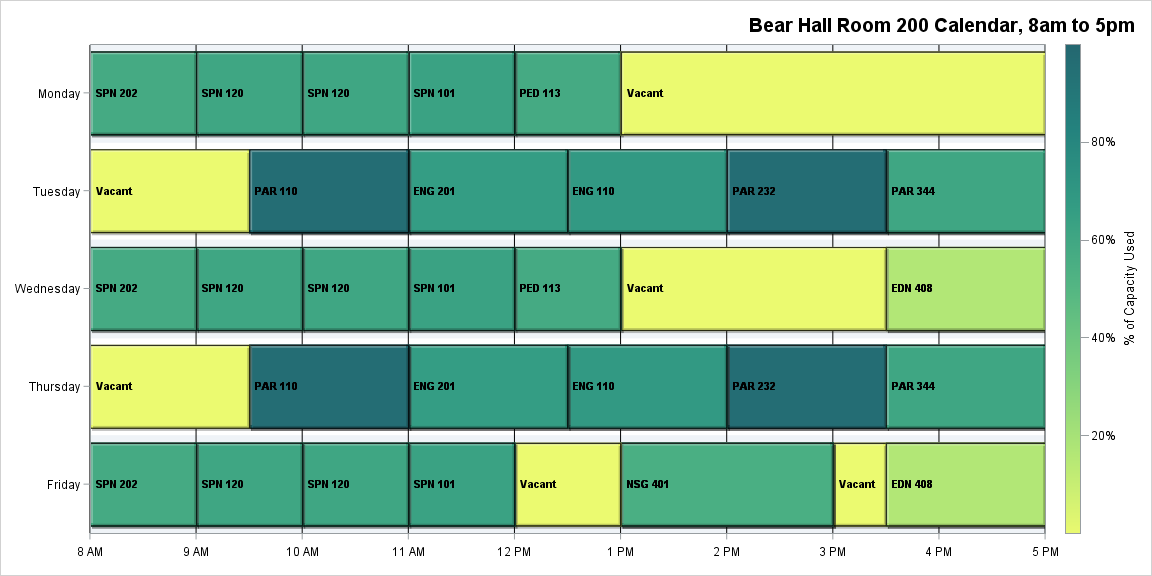 Bear Hall Room 200 Calendar, 8am to 5pm
Monday
SPN 202
SPN 120
SPN 120
SPN 101
PED 113
Vacant
Tuesday
Vacant
PAR 110
ENG 201
ENG 110
PAR 232
PAR 344
Wednesday
SPN 202
SPN 120
SPN 120
SPN 101
PED 113
Vacant
EDN 408
Thursday
Vacant
PAR 110
ENG 201
ENG 110
PAR 232
PAR 344
Friday
SPN 202
SPN 120
SPN 120
SPN 101
Vacant
NSG 401
Vacant
EDN 408
8 AM
9 AM
10 AM
11 AM
12 PM
1 PM
2 PM
3 PM
4 PM
5 PM
80%
60%
40%
20%
% of Capacity Used